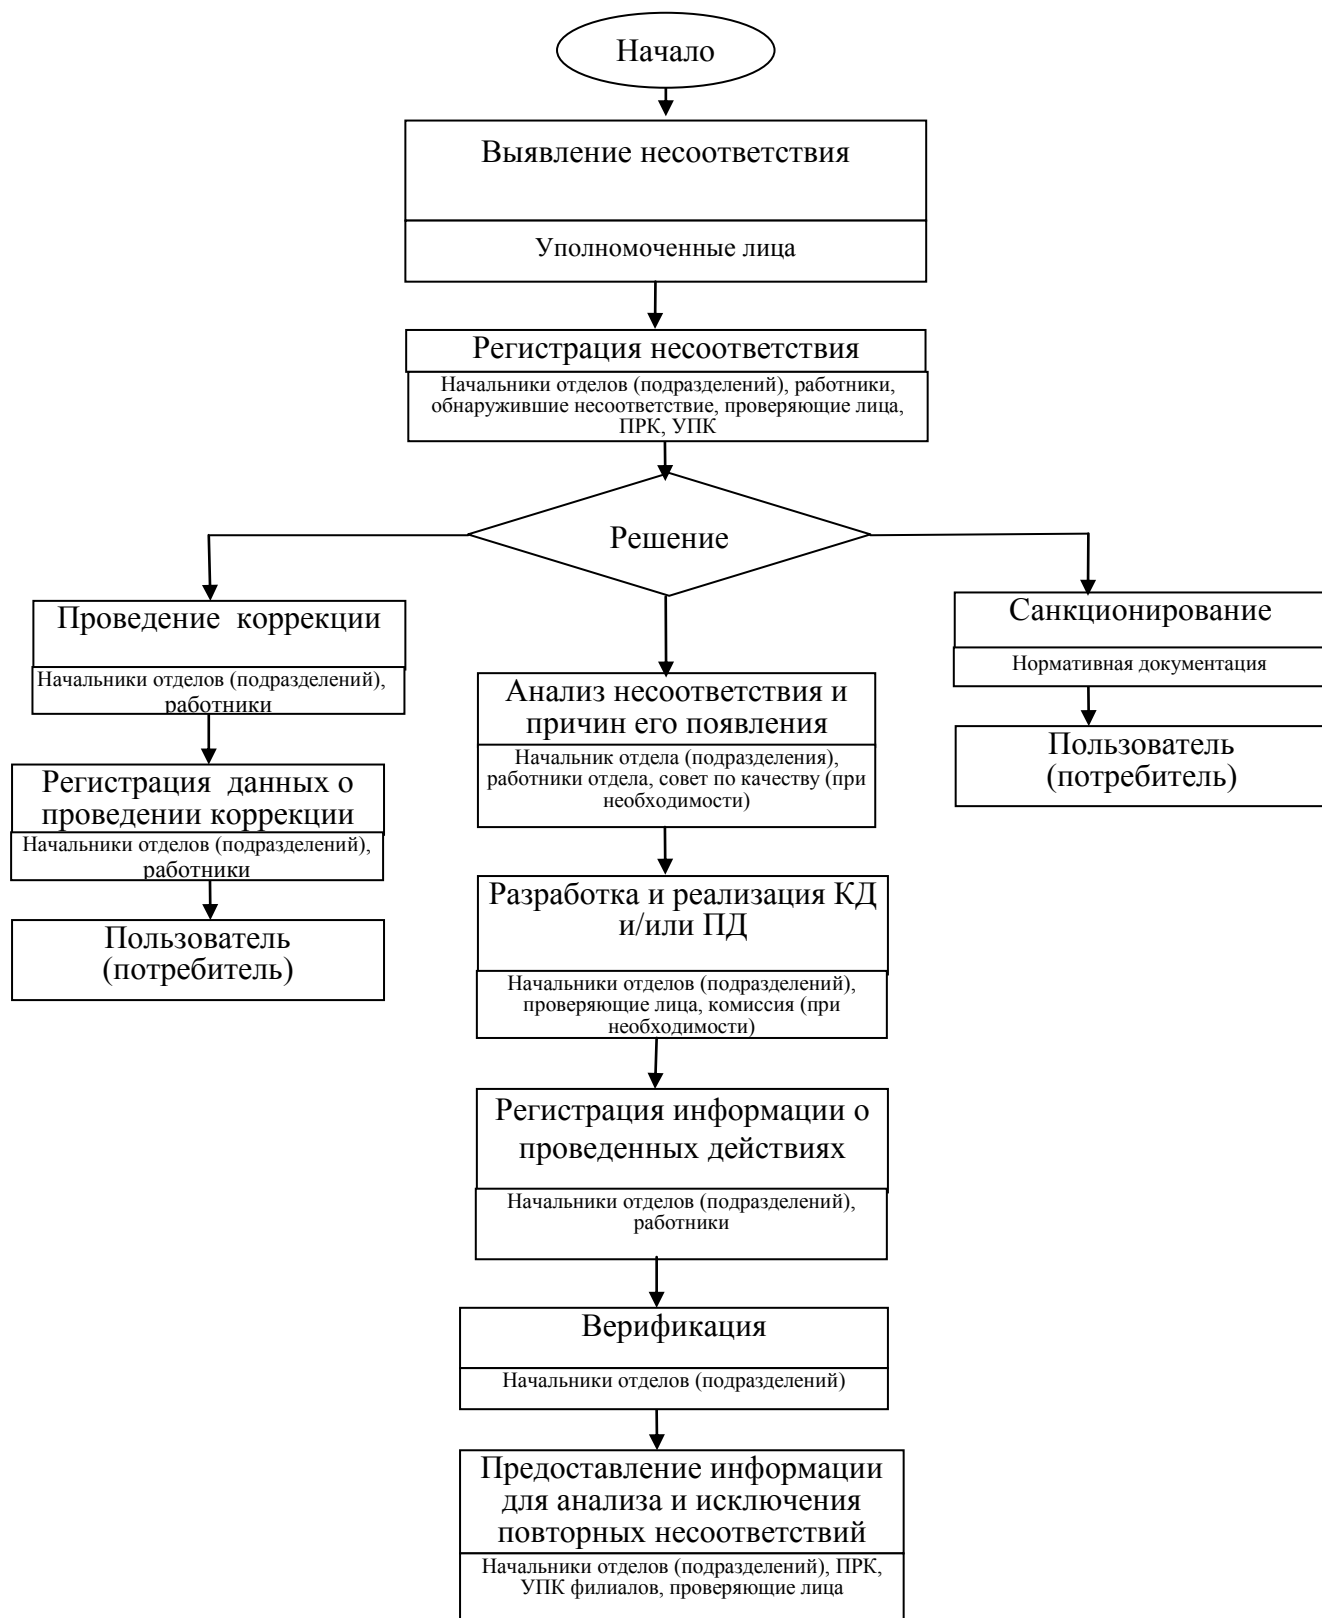 Начало
Выявление несоответствия
Уполномоченные лица
Регистрация несоответствия
Начальники отделов (подразделений), работники,
обнаружившие несоответствие, проверяющие лица,
ПРК, УПК
Решение
Проведение коррекции
Начальники отделов (подразделений),
работники
Регистрация данных о
проведении коррекции
Начальники отделов (подразделений),
работники
Пользователь
(потребитель)
Анализ несоответствия и
причин его появления
Начальник отдела (подразделения),
работники отдела, совет по качеству (при
необходимости)
Разработка и реализация КД
и/или ПД
Начальники отделов (подразделений),
проверяющие лица, комиссия (при
необходимости)
Регистрация информации о
проведенных действиях
Начальники отделов (подразделений),
работники
Верификация
Начальники отделов (подразделений)
Предоставление информации
для анализа и исключения
повторных несоответствий
Начальники отделов (подразделений), ПРК,
УПК филиалов, проверяющие лица
Санкционирование
Нормативная документация
Пользователь
(потребитель)